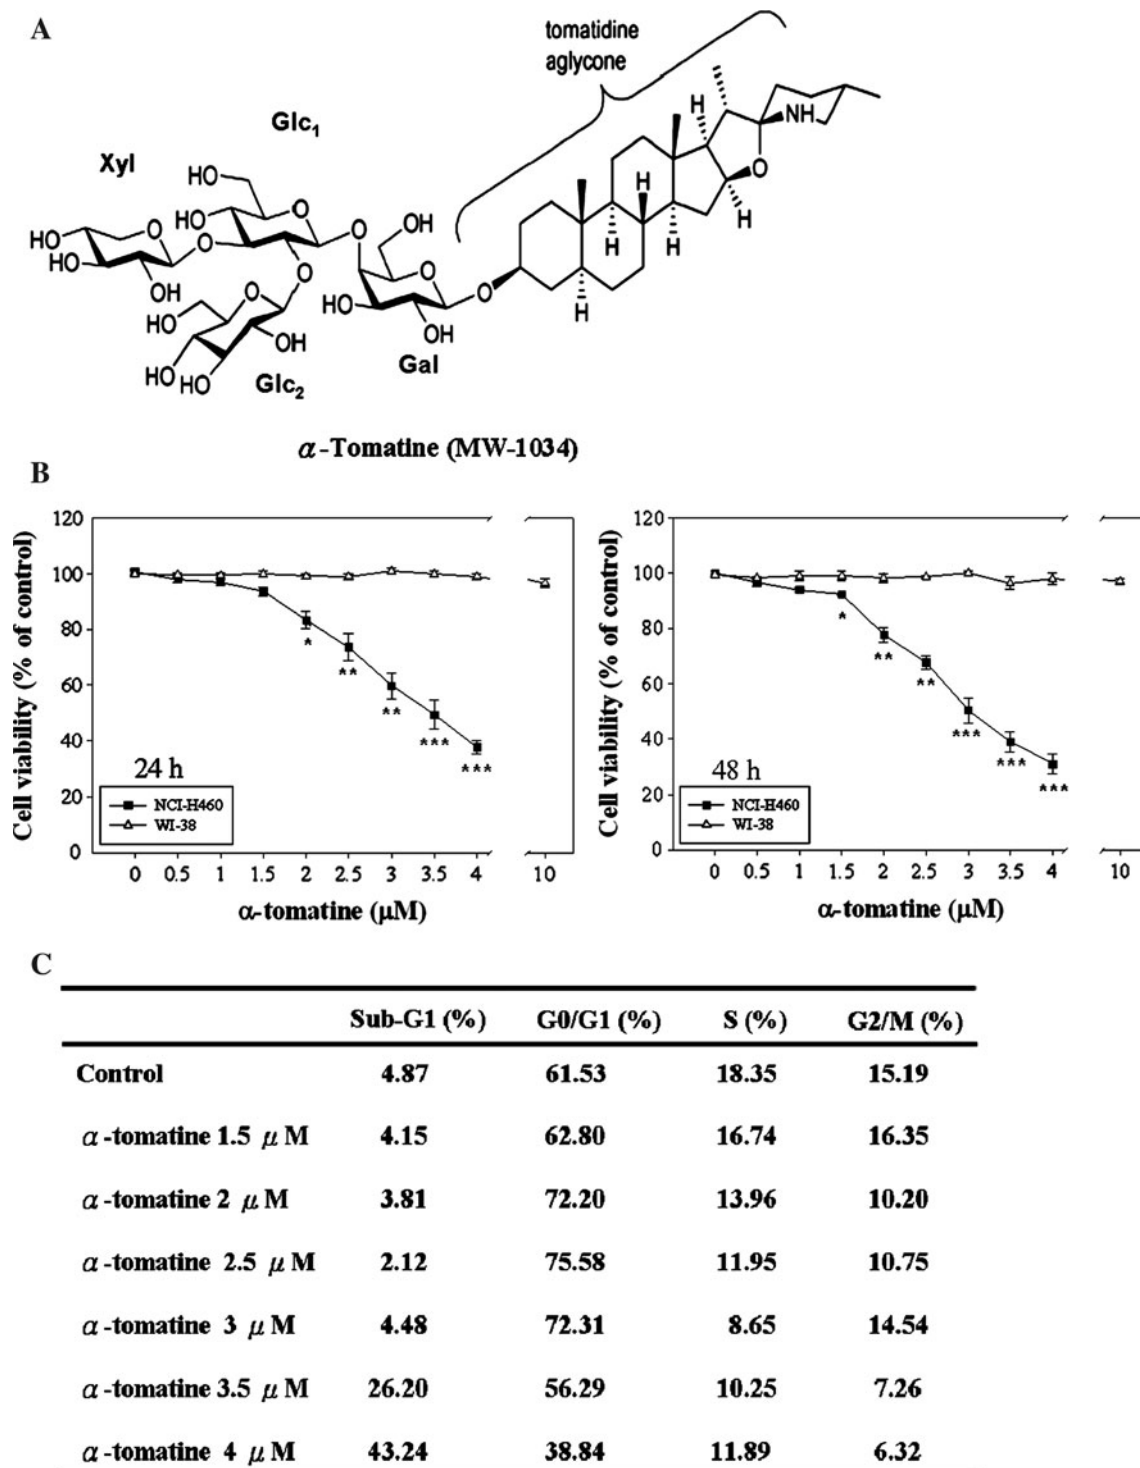 A
tomatidine
aglycone
Glc₁
Xyl
HO
HO
HO
O
O
O
OH
HO
OH
O
O
O
O
HO
OH
HO
O
OH
HO
HO
Glc₂
Gal
O
H
H
H
H
H
H
NH
O
α-Tomatine (MW-1034)
B
Cell viability (% of control)
120
100
80
60
40
20
0
*
**
**
***
***
24 h
NCI-H460
WI-38
0 0.5 1 1.5 2 2.5 3 3.5 4 10
α-tomatine (μM)
Cell viability (% of control)
120
100
80
60
40
20
0
*
**
**
***
***
***
48 h
NCI-H460
WI-38
0 0.5 1 1.5 2 2.5 3 3.5 4 10
α-tomatine (μM)
C
Sub-G1 (%) G0/G1 (%) S (%) G2/M (%)
Control 4.87 61.53 18.35 15.19
α-tomatine 1.5 μM 4.15 62.80 16.74 16.35
α-tomatine 2 μM 3.81 72.20 13.96 10.20
α-tomatine 2.5 μM 2.12 75.58 11.95 10.75
α-tomatine 3 μM 4.48 72.31 8.65 14.54
α-tomatine 3.5 μM 26.20 56.29 10.25 7.26
α-tomatine 4 μM 43.24 38.84 11.89 6.32